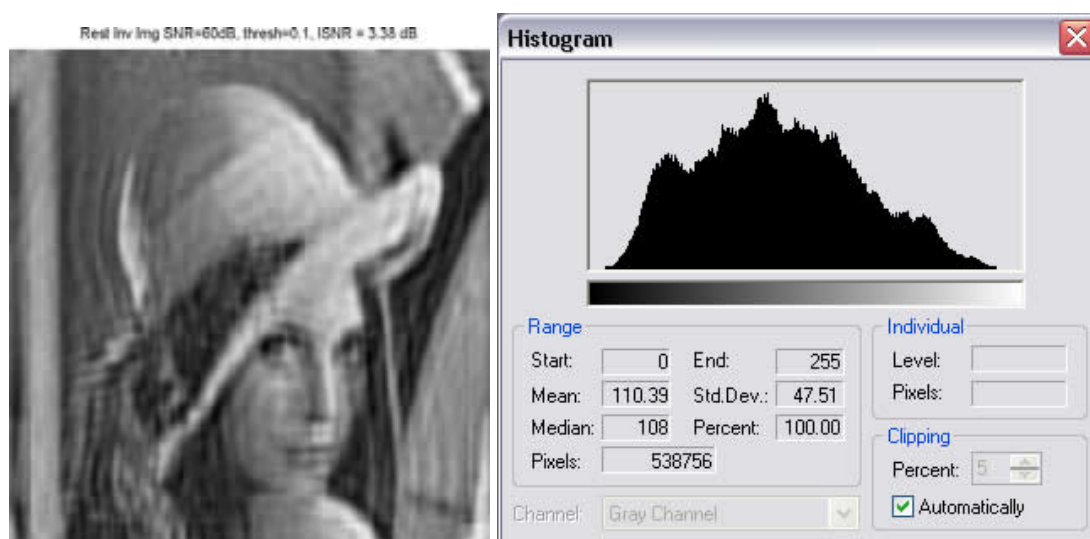 Rest Inv Img SNR=60dB, thresh=0.1, ISNR = 3.38 dB
Histogram
Range
Start: 0 End: 255
Mean: 110.39 Std.Dev.: 47.51
Median: 108 Percent: 100.00
Pixels: 538756
Individual
Level:
Pixels:
Clipping
Percent: 5
Automatically
Channel: Gray Channel